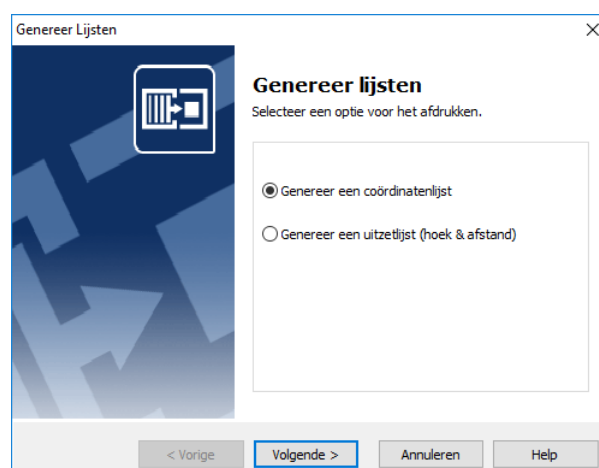 Genereer Lijsten
Genereer lijsten
Selecteer een optie voor het afdrukken.
Genereer een coördinatenlijst
Genereer een uitzetlijst (hoek & afstand)
< Vorige
Volgende >
Annuleren
Help